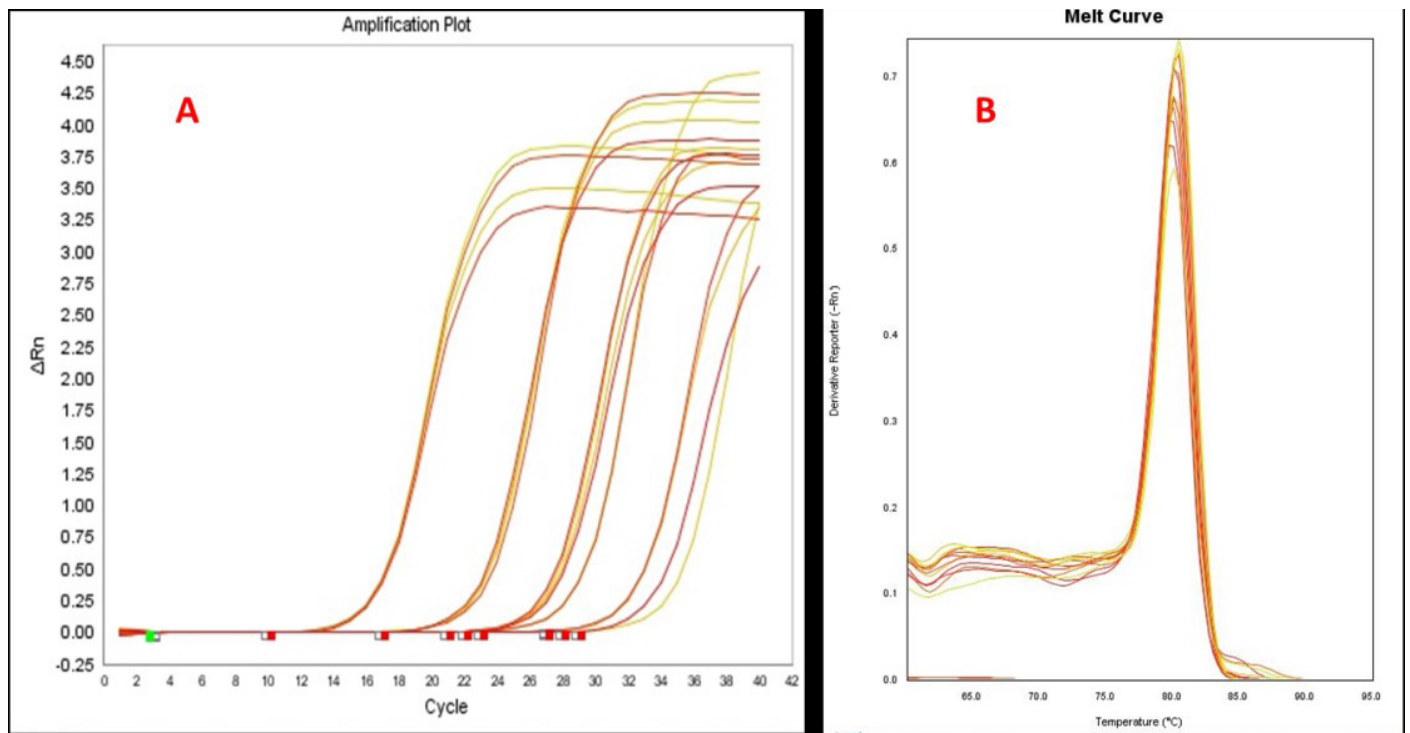 Amplification Plot
A
4.50
4.25
4.00
3.75
3.50
3.25
3.00
2.75
2.50
2.25
2.00
1.75
1.50
1.25
1.00
0.75
0.50
0.25
0.00
-0.25
ΔRn
0 2 4 6 8 10 12 14 16 18 20 22 24 26 28 30 32 34 36 38 40 42
Cycle
Melt Curve
B
0.7
0.6
0.5
0.4
0.3
0.2
0.1
0.0
Derivative Reporter (-Rn)
65.0 70.0 75.0 80.0 85.0 90.0 95.0
Temperature (°C)